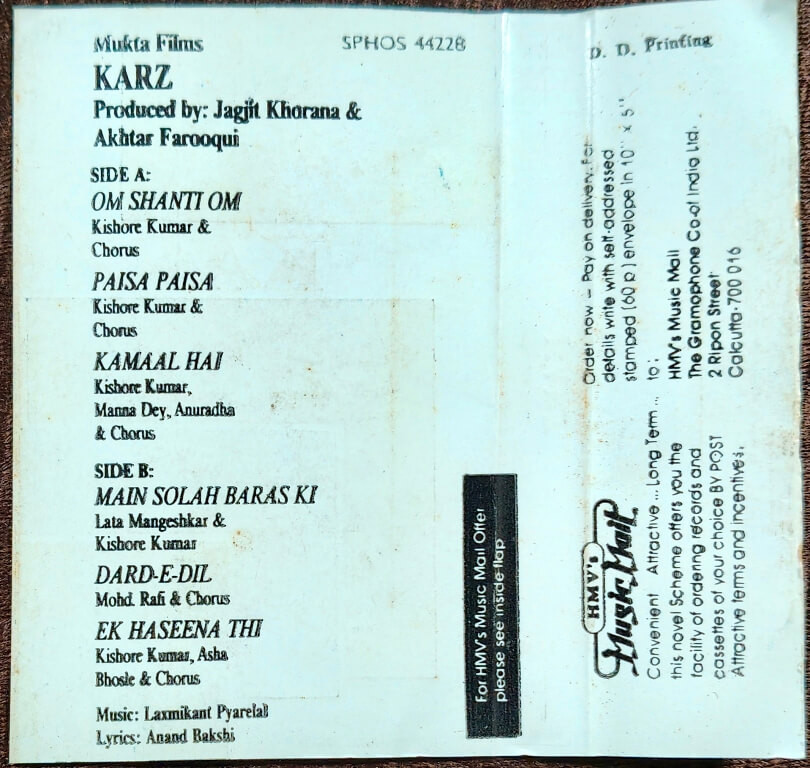 Mukta Films
SPHOS 44228
KARZ
Produced by: Jagjit Khorana &
Akhtar Farooqui
SIDE A:
OM SHANTI OM
Kishore Kumar &
Chorus
PAISA PAISA
Kishore Kumar &
Chorus
KAMAAL HAI
Kishore Kumar,
Manna Dey, Anuradha
& Chorus
SIDE B:
MAIN SOLAH BARAS KI
Lata Mangeshkar &
Kishore Kumar
DARD-E-DIL
Mohd. Rafi & Chorus
EK HASEENA THI
Kishore Kumar, Asha
Bhosle & Chorus
Music: Laxmikant Pyarelal
Lyrics: Anand Bakshi
For HMV's Music Mail Offer
please see inside flap
D. D. Printing
HMV's
Music Mail
Convenient Attractive ... Long Term ...
this novel Scheme offers you the
facility of ordering records and
cassettes of your choice BY POST
Attractive terms and incentives.
Order now – Pay on delivery. For
details write with self-addressed
stamped (60 p) envelope in 10" x 5"
to:
HMV's Music Mail
The Gramophone Co of India Ltd.
2 Ripon Street
Calcutta-700 016